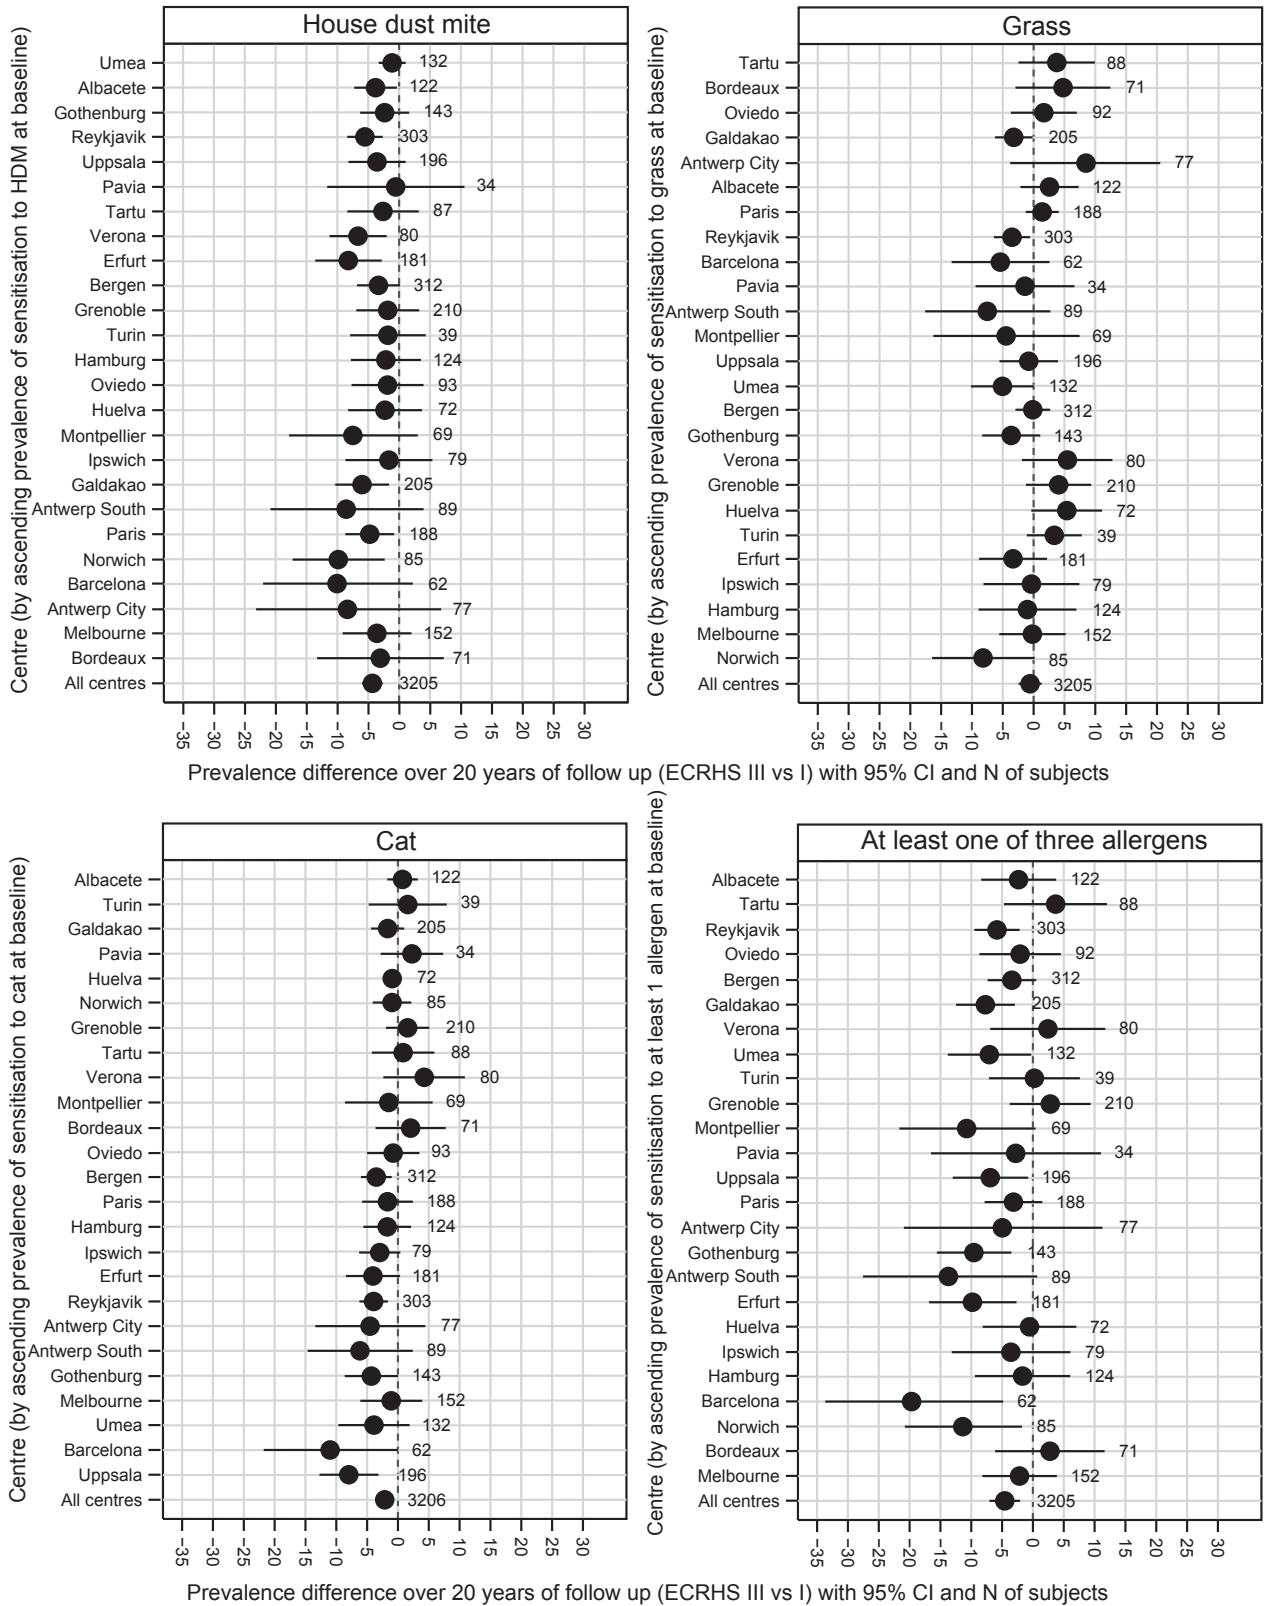 House dust mite
Centre (by ascending prevalence of sensitisation to HDM at baseline)
Umea 132
Albacete 122
Gothenburg 143
Reykjavik 303
Uppsala 196
Pavia 34
Tartu 87
Verona 80
Erfurt 181
Bergen 312
Grenoble 210
Turin 39
Hamburg 124
Oviedo 93
Huelva 72
Montpellier 69
Ipswich 79
Galdakao 205
Antwerp South 89
Paris 188
Norwich 85
Barcelona 62
Antwerp City 77
Melbourne 152
Bordeaux 71
All centres 3205
−35 −30 −25 −20 −15 −10 −5 0 5 10 15 20 25 30
Grass
Centre (by ascending prevalence of sensitisation to grass at baseline)
Tartu 88
Bordeaux 71
Oviedo 92
Galdakao 205
Antwerp City 77
Albacete 122
Paris 188
Reykjavik 303
Barcelona 62
Pavia 34
Antwerp South 89
Montpellier 69
Uppsala 196
Umea 132
Bergen 312
Gothenburg 143
Verona 80
Grenoble 210
Huelva 72
Turin 39
Erfurt 181
Ipswich 79
Hamburg 124
Melbourne 152
Norwich 85
All centres 3205
−35 −30 −25 −20 −15 −10 −5 0 5 10 15 20 25 30
Prevalence difference over 20 years of follow up (ECRHS III vs I) with 95% CI and N of subjects
Cat
Centre (by ascending prevalence of sensitisation to cat at baseline)
Albacete 122
Turin 39
Galdakao 205
Pavia 34
Huelva 72
Norwich 85
Grenoble 210
Tartu 88
Verona 80
Montpellier 69
Bordeaux 71
Oviedo 93
Bergen 312
Paris 188
Hamburg 124
Ipswich 79
Erfurt 181
Reykjavik 303
Antwerp City 77
Antwerp South 89
Gothenburg 143
Melbourne 152
Umea 132
Barcelona 62
Uppsala 196
All centres 3206
−35 −30 −25 −20 −15 −10 −5 0 5 10 15 20 25 30
At least one of three allergens
Centre (by ascending prevalence of sensitisation to at least 1 allergen at baseline)
Albacete 122
Tartu 88
Reykjavik 303
Oviedo 92
Bergen 312
Galdakao 205
Verona 80
Umea 132
Turin 39
Grenoble 210
Montpellier 69
Pavia 34
Uppsala 196
Paris 188
Antwerp City 77
Gothenburg 143
Antwerp South 89
Erfurt 181
Huelva 72
Ipswich 79
Hamburg 124
Barcelona 62
Norwich 85
Bordeaux 71
Melbourne 152
All centres 3205
−35 −30 −25 −20 −15 −10 −5 0 5 10 15 20 25 30
Prevalence difference over 20 years of follow up (ECRHS III vs I) with 95% CI and N of subjects